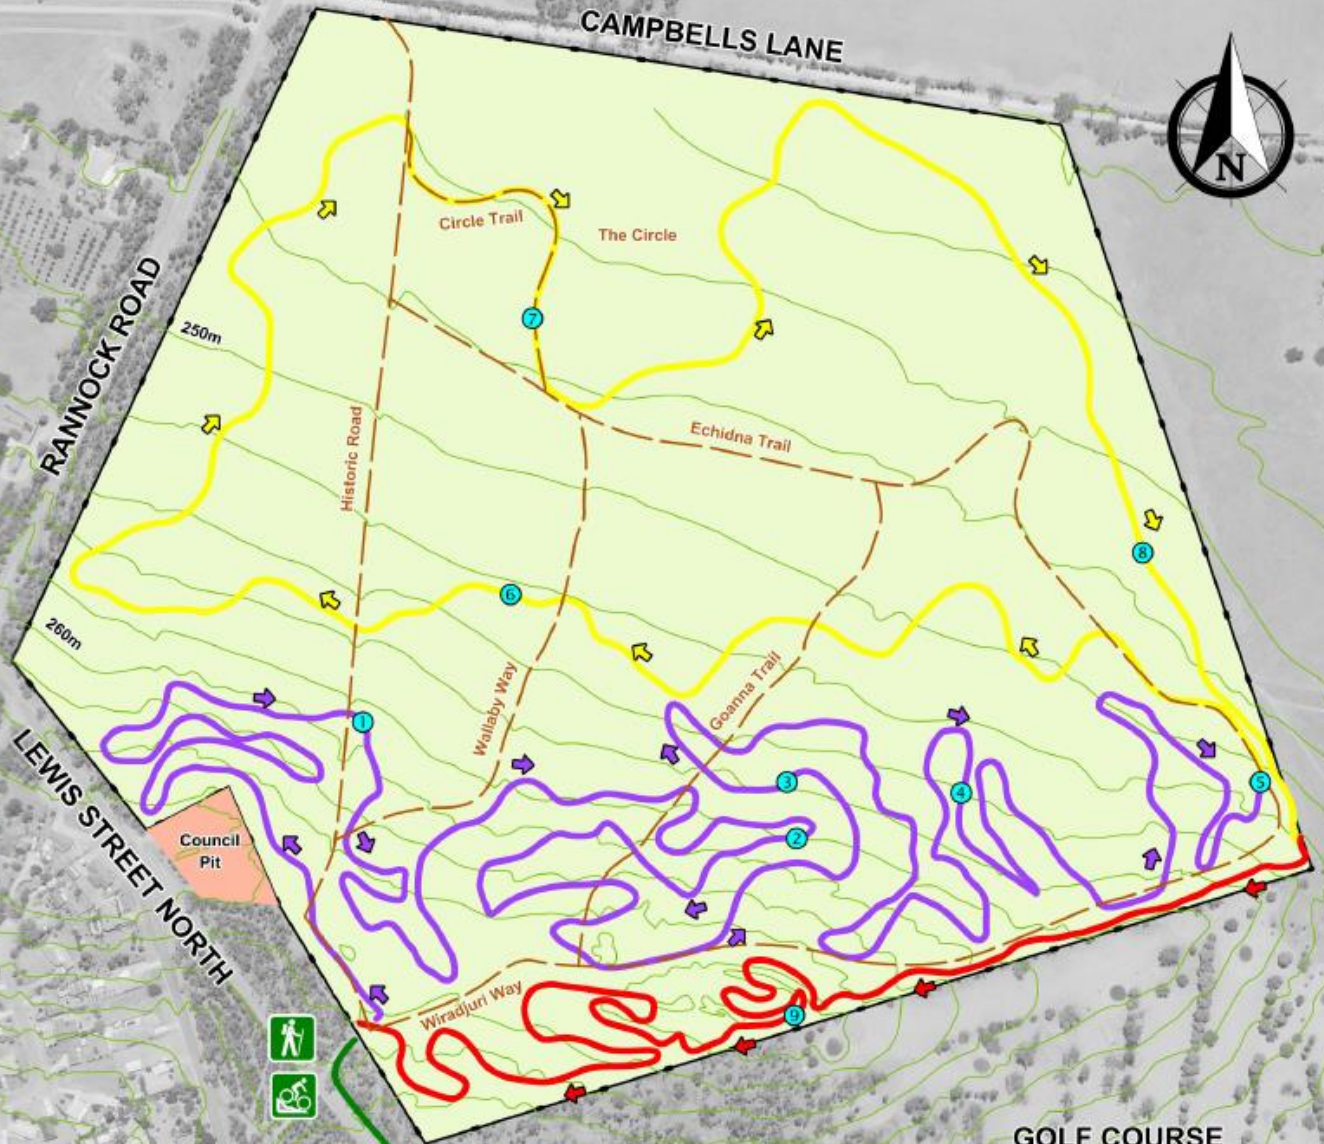 CAMPBELLS LANE
N
Circle Trail
The Circle
7
RANNOCK ROAD
250m
Historic Road
Echidna Trail
8
6
260m
1
Wallaby Way
Goanna Trail
LEWIS STREET NORTH
3
4
5
2
Council
Pit
Wiradjuri Way
9
GOLF COURSE